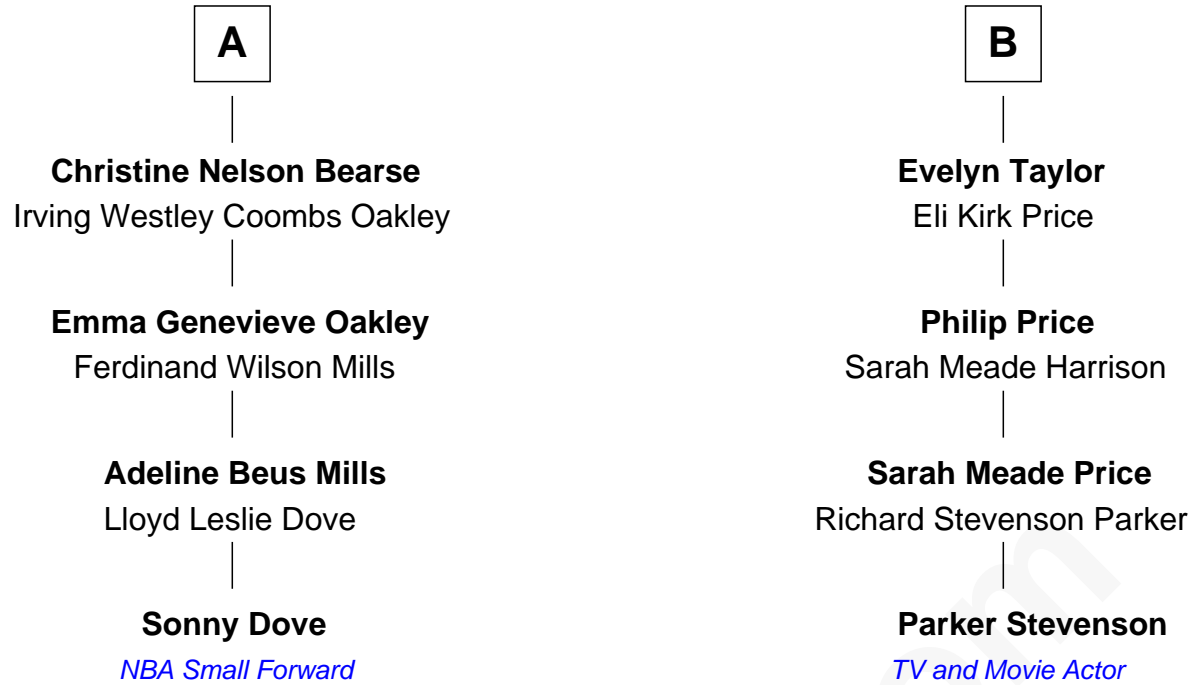 A
B
Christine Nelson Bearse
Irving Westley Coombs Oakley
Evelyn Taylor
Eli Kirk Price
Emma Genevieve Oakley
Ferdinand Wilson Mills
Philip Price
Sarah Meade Harrison
Adeline Beus Mills
Lloyd Leslie Dove
Sarah Meade Price
Richard Stevenson Parker
Sonny Dove
NBA Small Forward
Parker Stevenson
TV and Movie Actor